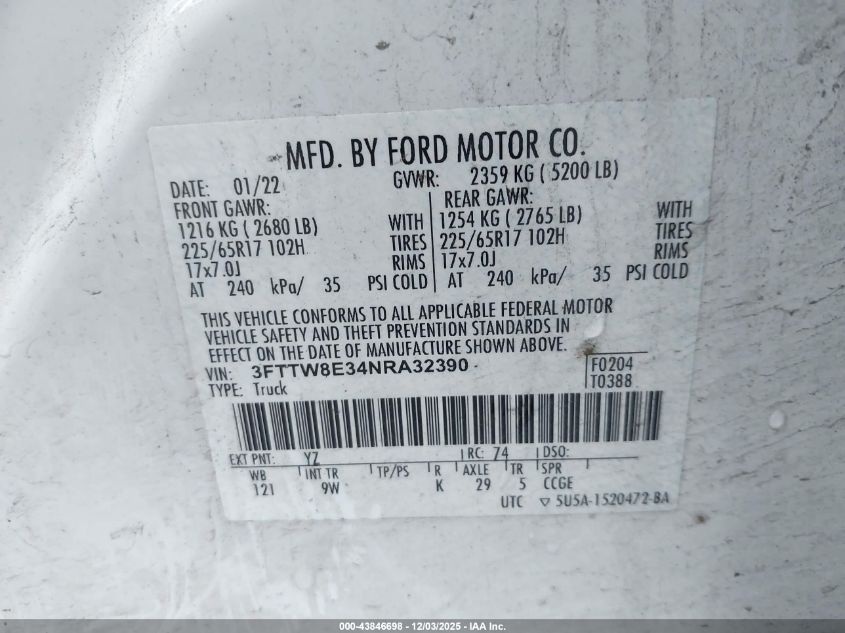 MFD. BY FORD MOTOR CO.
DATE: 01/22 GVWR: 2359 KG ( 5200 LB)
FRONT GAWR: REAR GAWR:
1216 KG ( 2680 LB) WITH 1254 KG ( 2765 LB) WITH
225/65R17 102H TIRES 225/65R17 102H TIRES
17x7.0J RIMS 17x7.0J RIMS
AT 240 kPa/ 35 PSI COLD AT 240 kPa/ 35 PSI COLD
THIS VEHICLE CONFORMS TO ALL APPLICABLE FEDERAL MOTOR
VEHICLE SAFETY AND THEFT PREVENTION STANDARDS IN
EFFECT ON THE DATE OF MANUFACTURE SHOWN ABOVE.
VIN: 3FTTW8E34NRA32390 F0204
TYPE: Truck T0388
EXT PNT: YZ RC: 74 DSO:
WB INT TR TP/PS R AXLE TR SPR
121 9W K 29 5 CCGE
UTC ▽ 5U5A-1520472-BA
000-43846698 - 12/03/2025 - IAA Inc.